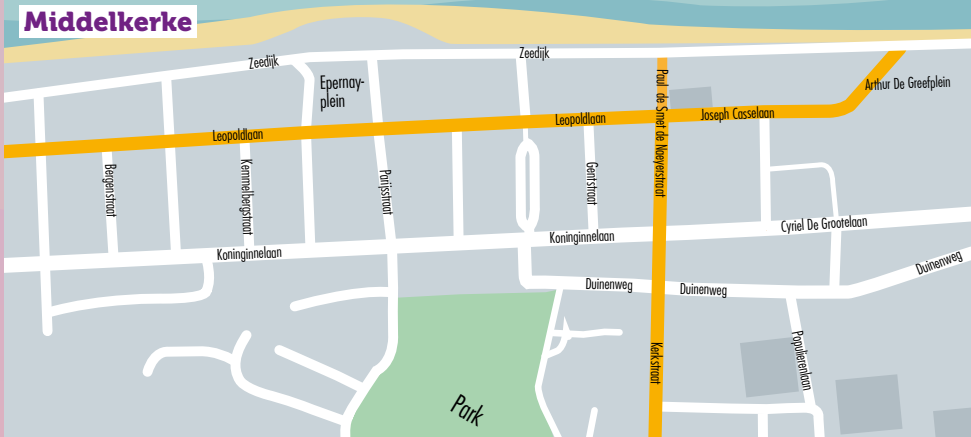 Middelkerke
Zeedijk
Zeedijk
Epernay-
plein
Paul de Smet de Naeyerstraat
Arthur De Greefplein
Leopoldlaan
Leopoldlaan
Joseph Casselaan
Bergenstraat
Kemmelbergstraat
Parijsstraat
Gentstraat
Koninginnelaan
Koninginnelaan
Cyriel De Grootelaan
Duinenweg
Duinenweg
Duinenweg
Kerkstraat
Populierenlaan
Park